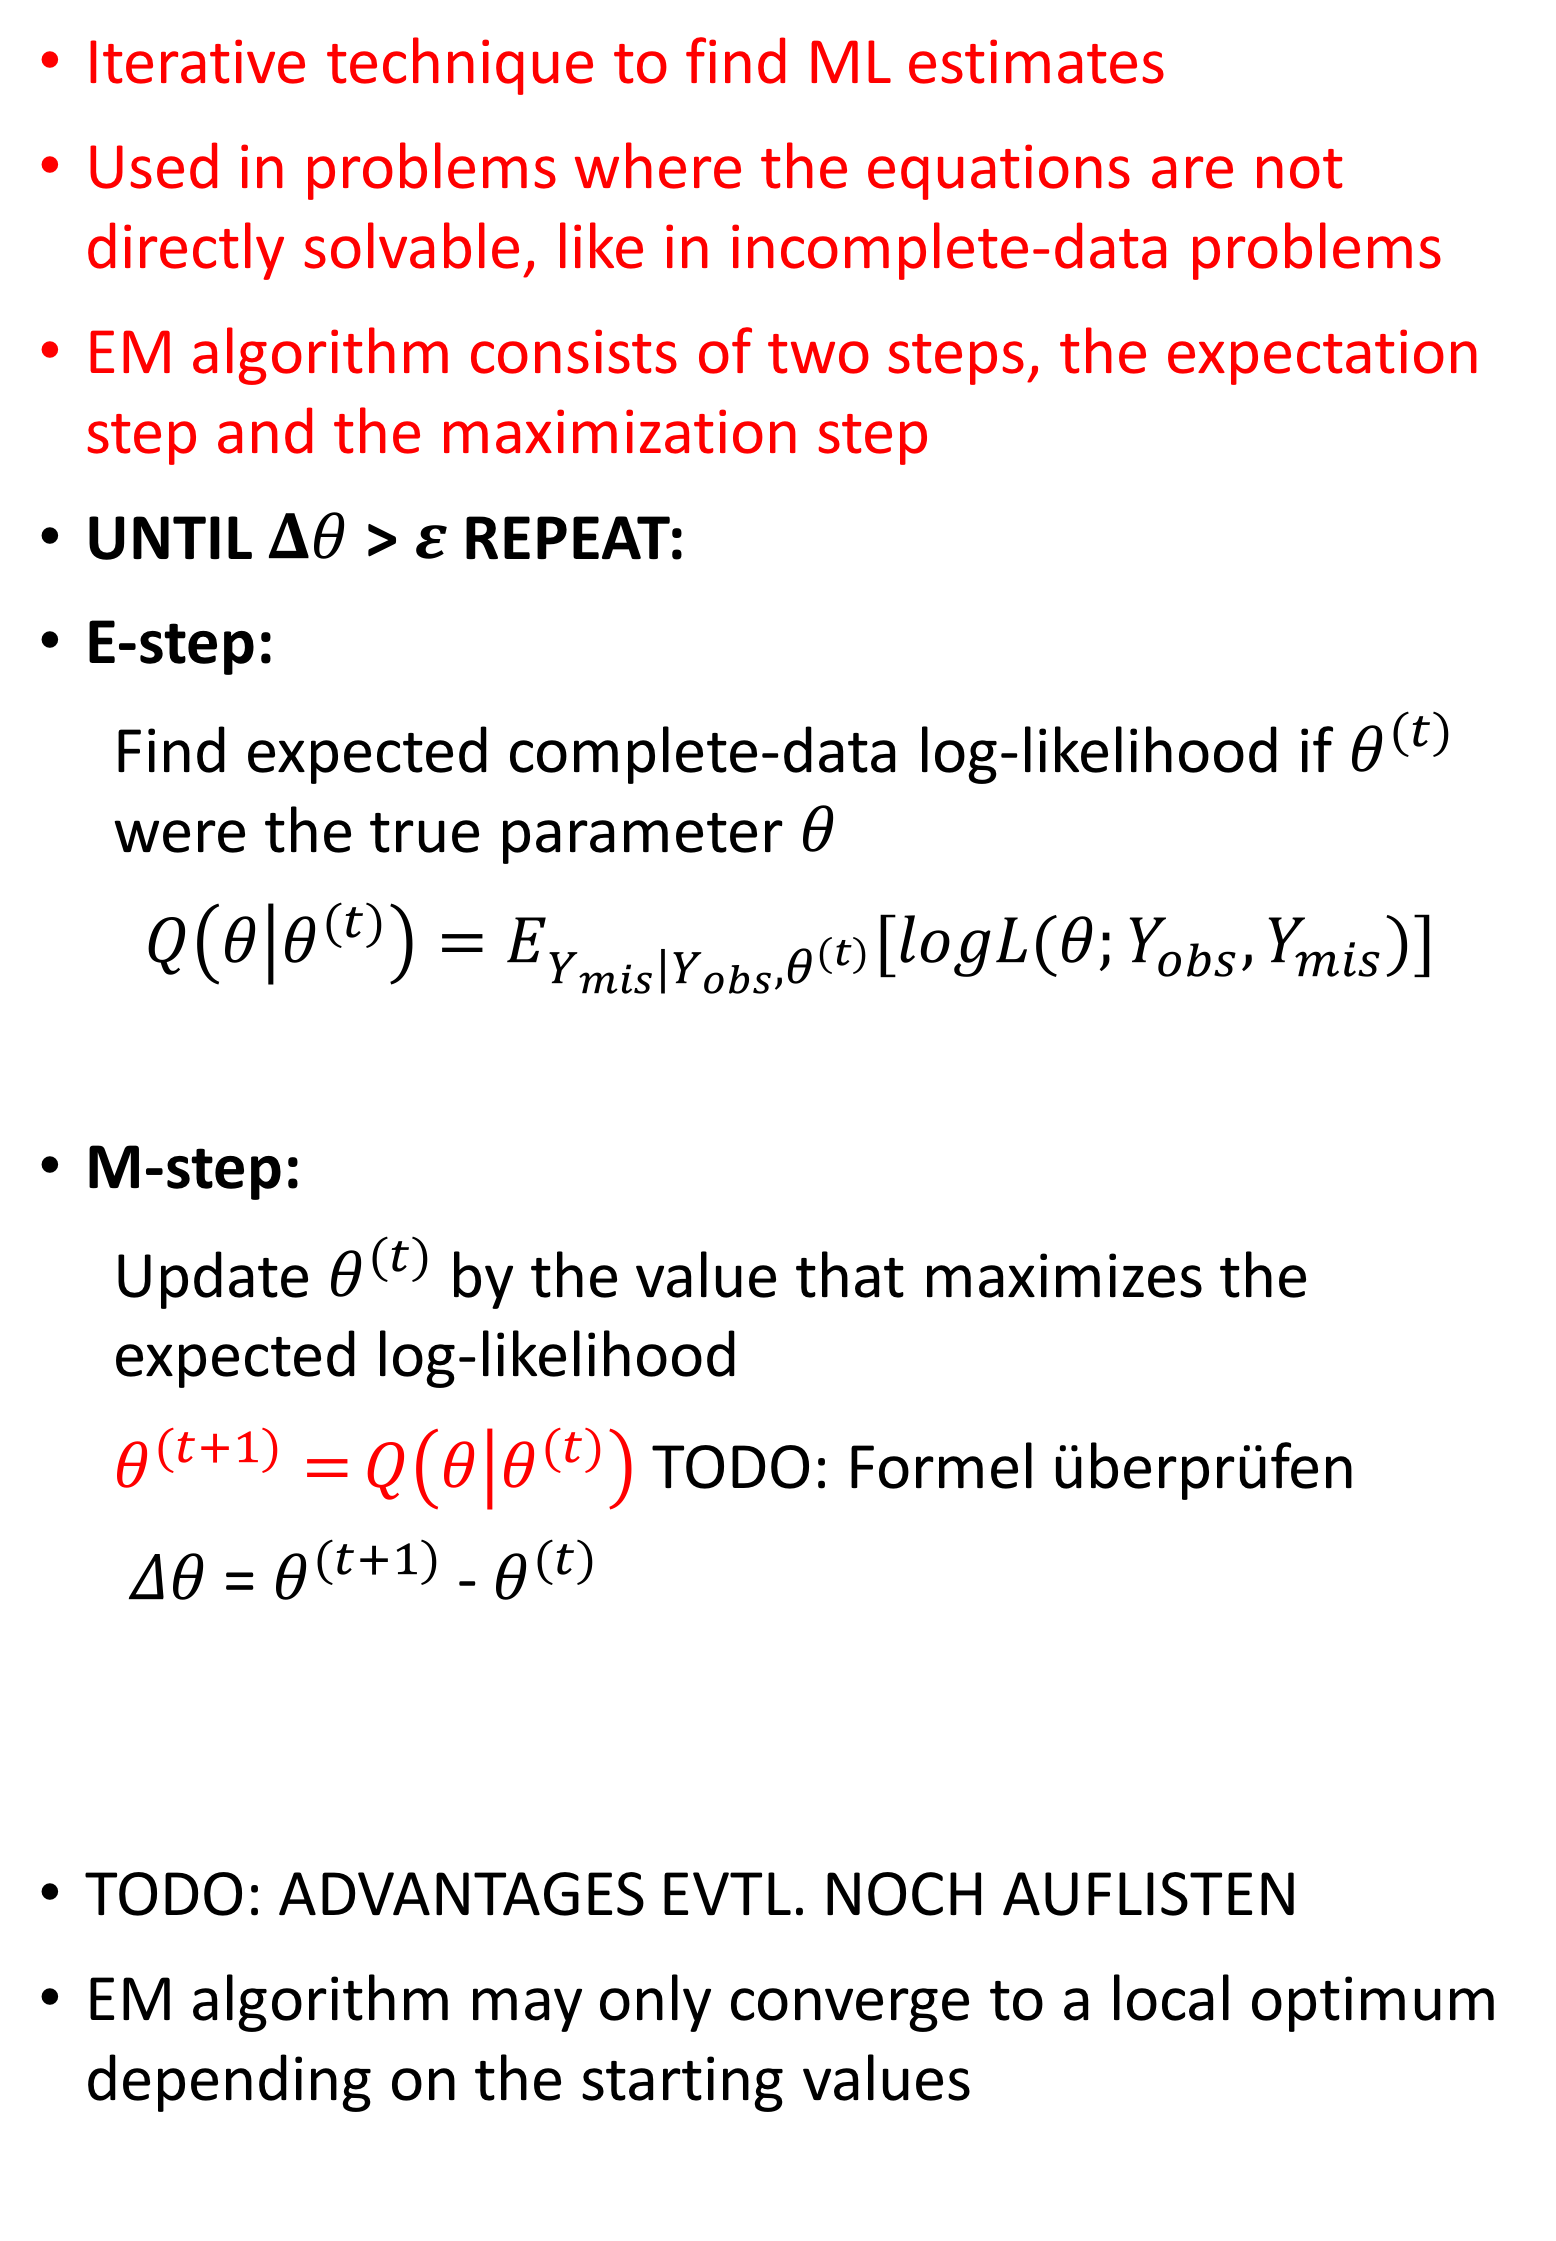 • Iterative technique to find ML estimates
• Used in problems where the equations are not
directly solvable, like in incomplete-data problems
• EM algorithm consists of two steps, the expectation
step and the maximization step
• UNTIL Δθ > ε REPEAT:
• E-step:
Find expected complete-data log-likelihood if θ^(t)
were the true parameter θ
Q(θ|θ^(t)) = E_{Y_mis|Y_obs,θ^(t)}[logL(θ; Y_obs, Y_mis)]
• M-step:
Update θ^(t) by the value that maximizes the
expected log-likelihood
θ^(t+1) = Q(θ|θ^(t)) TODO: Formel überprüfen
Δθ = θ^(t+1) - θ^(t)
• TODO: ADVANTAGES EVTL. NOCH AUFLISTEN
• EM algorithm may only converge to a local optimum
depending on the starting values